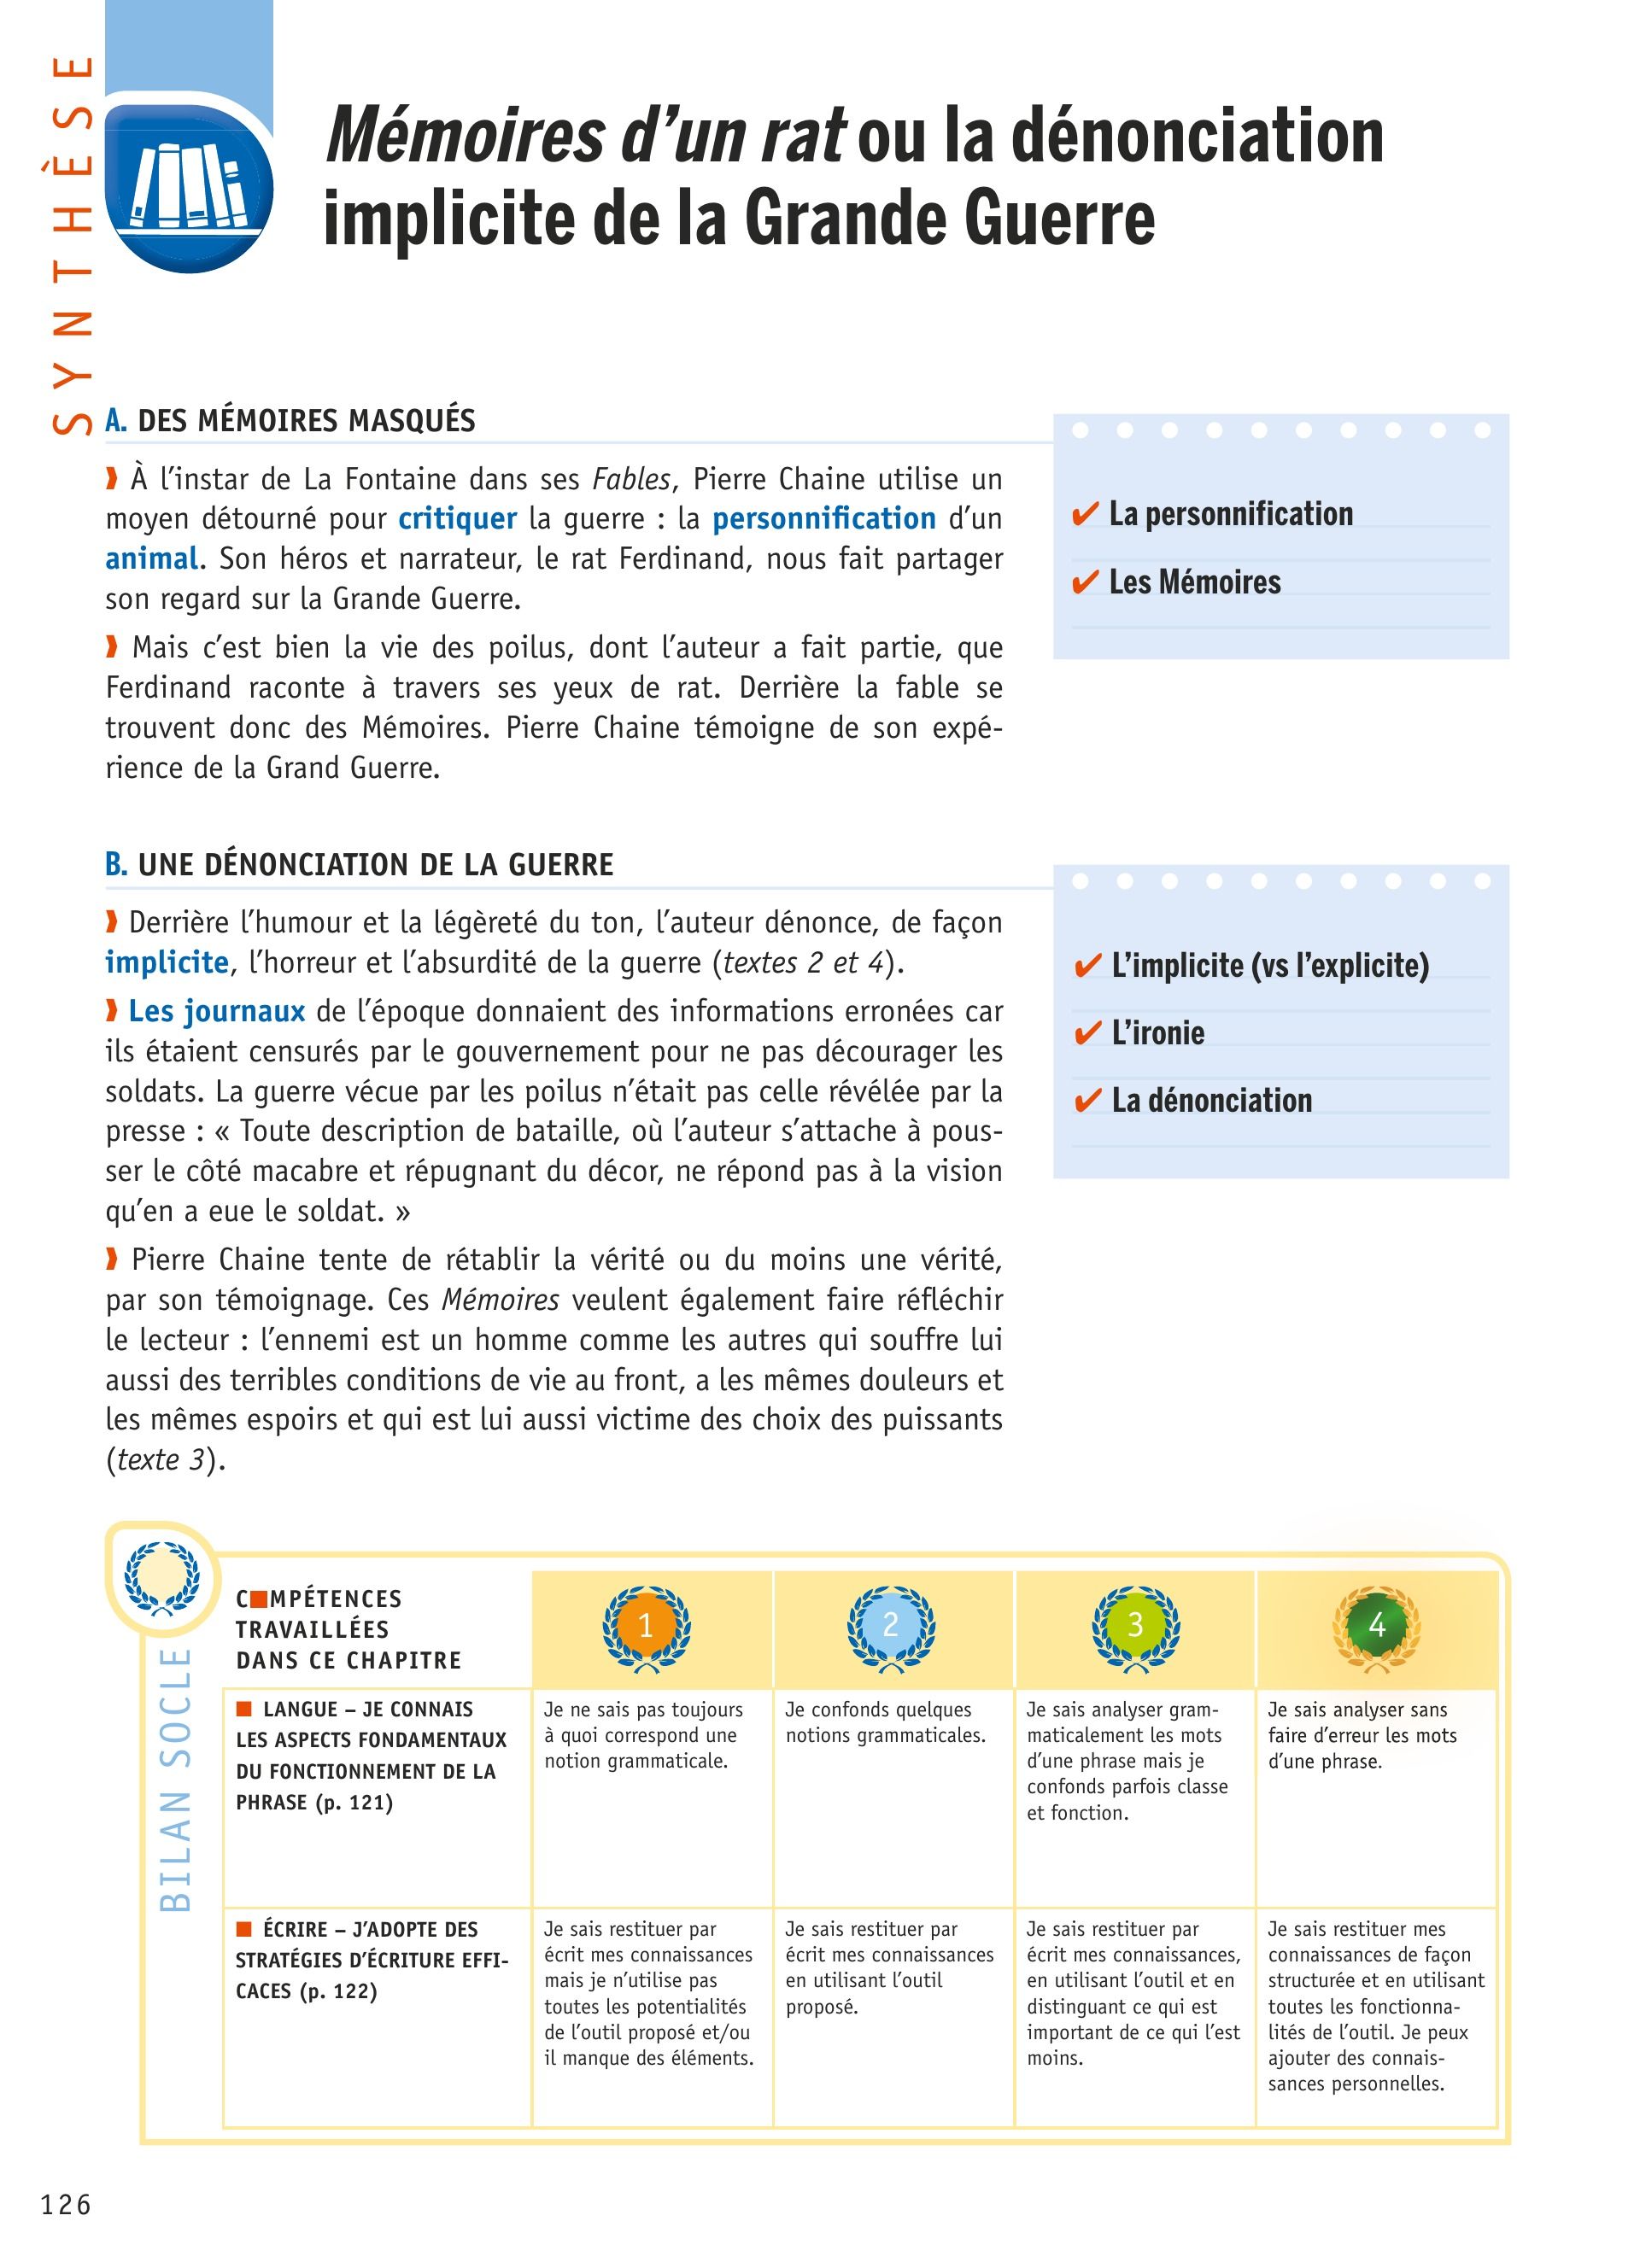 SYNTHÈSE
Mémoires d’un rat ou la dénonciation
implicite de la Grande Guerre
A. DES MÉMOIRES MASQUÉS
❱ À l’instar de La Fontaine dans ses Fables, Pierre Chaine utilise un
moyen détourné pour critiquer la guerre : la personnification d’un
animal. Son héros et narrateur, le rat Ferdinand, nous fait partager
son regard sur la Grande Guerre.
❱ Mais c’est bien la vie des poilus, dont l’auteur a fait partie, que
Ferdinand raconte à travers ses yeux de rat. Derrière la fable se
trouvent donc des Mémoires. Pierre Chaine témoigne de son expé-
rience de la Grand Guerre.
✔ La personnification
✔ Les Mémoires
B. UNE DÉNONCIATION DE LA GUERRE
❱ Derrière l’humour et la légèreté du ton, l’auteur dénonce, de façon
implicite, l’horreur et l’absurdité de la guerre (textes 2 et 4).
❱ Les journaux de l’époque donnaient des informations erronées car
ils étaient censurés par le gouvernement pour ne pas décourager les
soldats. La guerre vécue par les poilus n’était pas celle révélée par la
presse : « Toute description de bataille, où l’auteur s’attache à pous-
ser le côté macabre et répugnant du décor, ne répond pas à la vision
qu’en a eue le soldat. »
❱ Pierre Chaine tente de rétablir la vérité ou du moins une vérité,
par son témoignage. Ces Mémoires veulent également faire réfléchir
le lecteur : l’ennemi est un homme comme les autres qui souffre lui
aussi des terribles conditions de vie au front, a les mêmes douleurs et
les mêmes espoirs et qui est lui aussi victime des choix des puissants
(texte 3).
✔ L’implicite (vs l’explicite)
✔ L’ironie
✔ La dénonciation
BILAN SOCLE
C■MPÉTENCES
TRAVAILLÉES
DANS CE CHAPITRE
1
2
3
4
■ LANGUE – JE CONNAIS
LES ASPECTS FONDAMENTAUX
DU FONCTIONNEMENT DE LA
PHRASE (p. 121)
Je ne sais pas toujours
à quoi correspond une
notion grammaticale.
Je confonds quelques
notions grammaticales.
Je sais analyser gram-
maticalement les mots
d’une phrase mais je
confonds parfois classe
et fonction.
Je sais analyser sans
faire d’erreur les mots
d’une phrase.
■ ÉCRIRE – J’ADOPTE DES
STRATÉGIES D’ÉCRITURE EFFI-
CACES (p. 122)
Je sais restituer par
écrit mes connaissances
mais je n’utilise pas
toutes les potentialités
de l’outil proposé et/ou
il manque des éléments.
Je sais restituer par
écrit mes connaissances
en utilisant l’outil
proposé.
Je sais restituer par
écrit mes connaissances,
en utilisant l’outil et en
distinguant ce qui est
important de ce qui l’est
moins.
Je sais restituer mes
connaissances de façon
structurée et en utilisant
toutes les fonctionna-
lités de l’outil. Je peux
ajouter des connais-
sances personnelles.
126